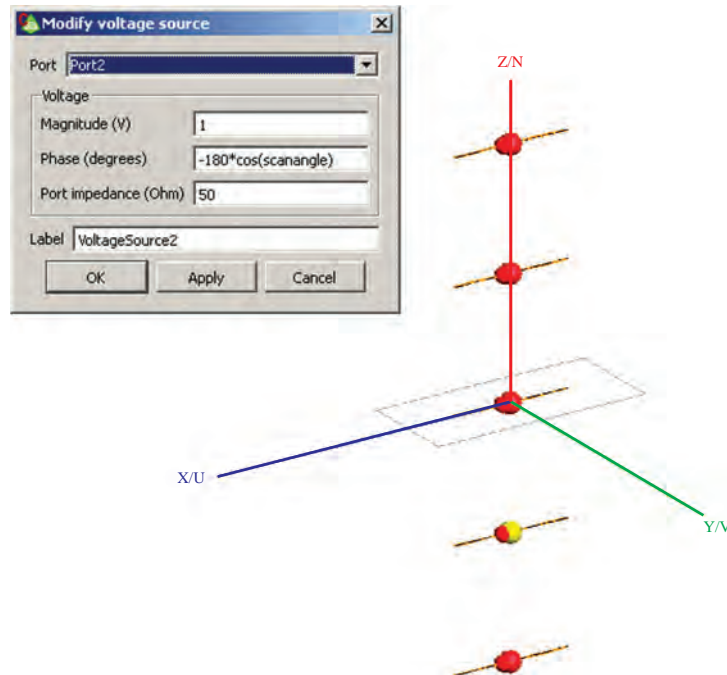 Modify voltage source
Port Port2
Voltage
Magnitude (V) 1
Phase (degrees) -180*cos(scanangle)
Port impedance (Ohm) 50
Label VoltageSource2
OK Apply Cancel
Z/N
X/U
Y/V